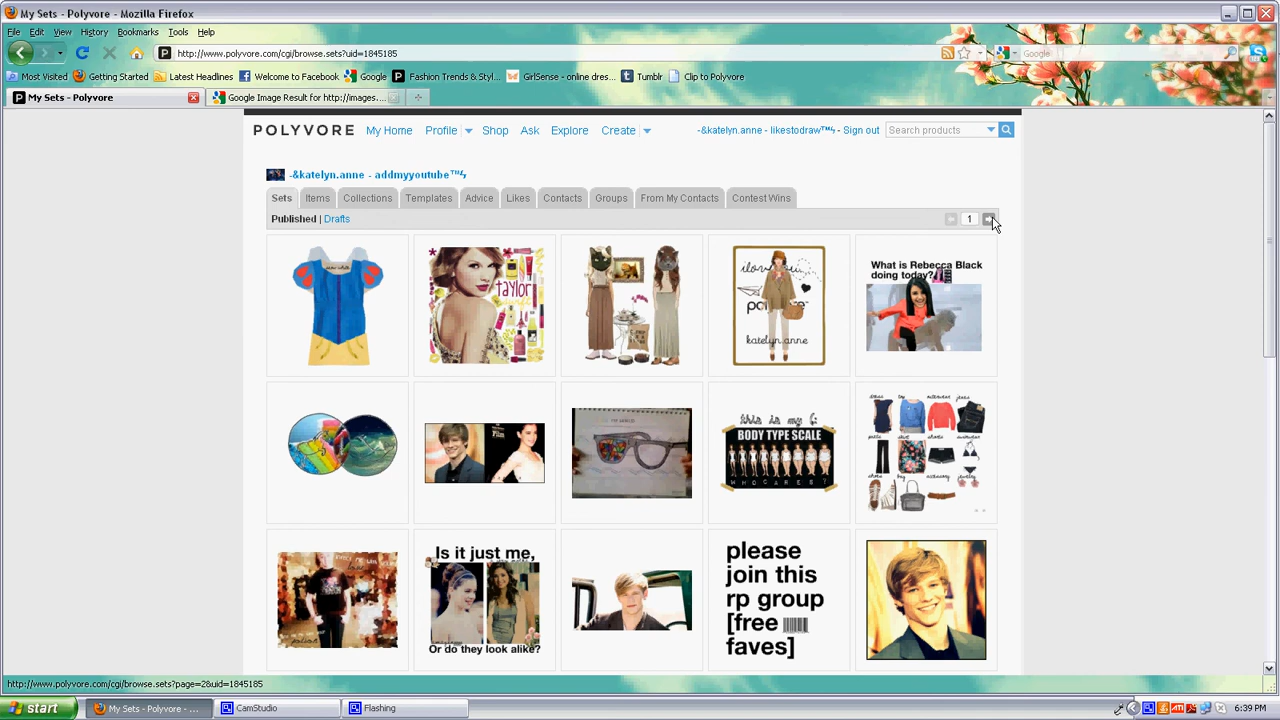 My Sets - Polyvore - Mozilla Firefox
File Edit View History Bookmarks Tools Help
http://www.polyvore.com/cgi/browse.sets?uid=1845185
Google
Most Visited Getting Started Latest Headlines Welcome to Facebook Google Fashion Trends & Styl... GirlSense - online dres... Tumblr Clip to Polyvore
My Sets - Polyvore
Google Image Result for http://images....
POLYVORE My Home Profile Shop Ask Explore Create
-&katelyn.anne - likestodraw™ϟ - Sign out
Search products
-&katelyn.anne - addmyyoutube™ϟ
Sets Items Collections Templates Advice Likes Contacts Groups From My Contacts Contest Wins
Published | Drafts
1
taylor
swift
katelyn.anne
What is Rebecca Black
doing today?
this is my (:
BODY TYPE SCALE
WHO CARES?
Is it just me,
Or do they look alike?
please
join this
rp group
[free
faves]
http://www.polyvore.com/cgi/browse.sets?page=2&uid=1845185
start
My Sets - Polyvore - ...
CamStudio
Flashing
6:39 PM